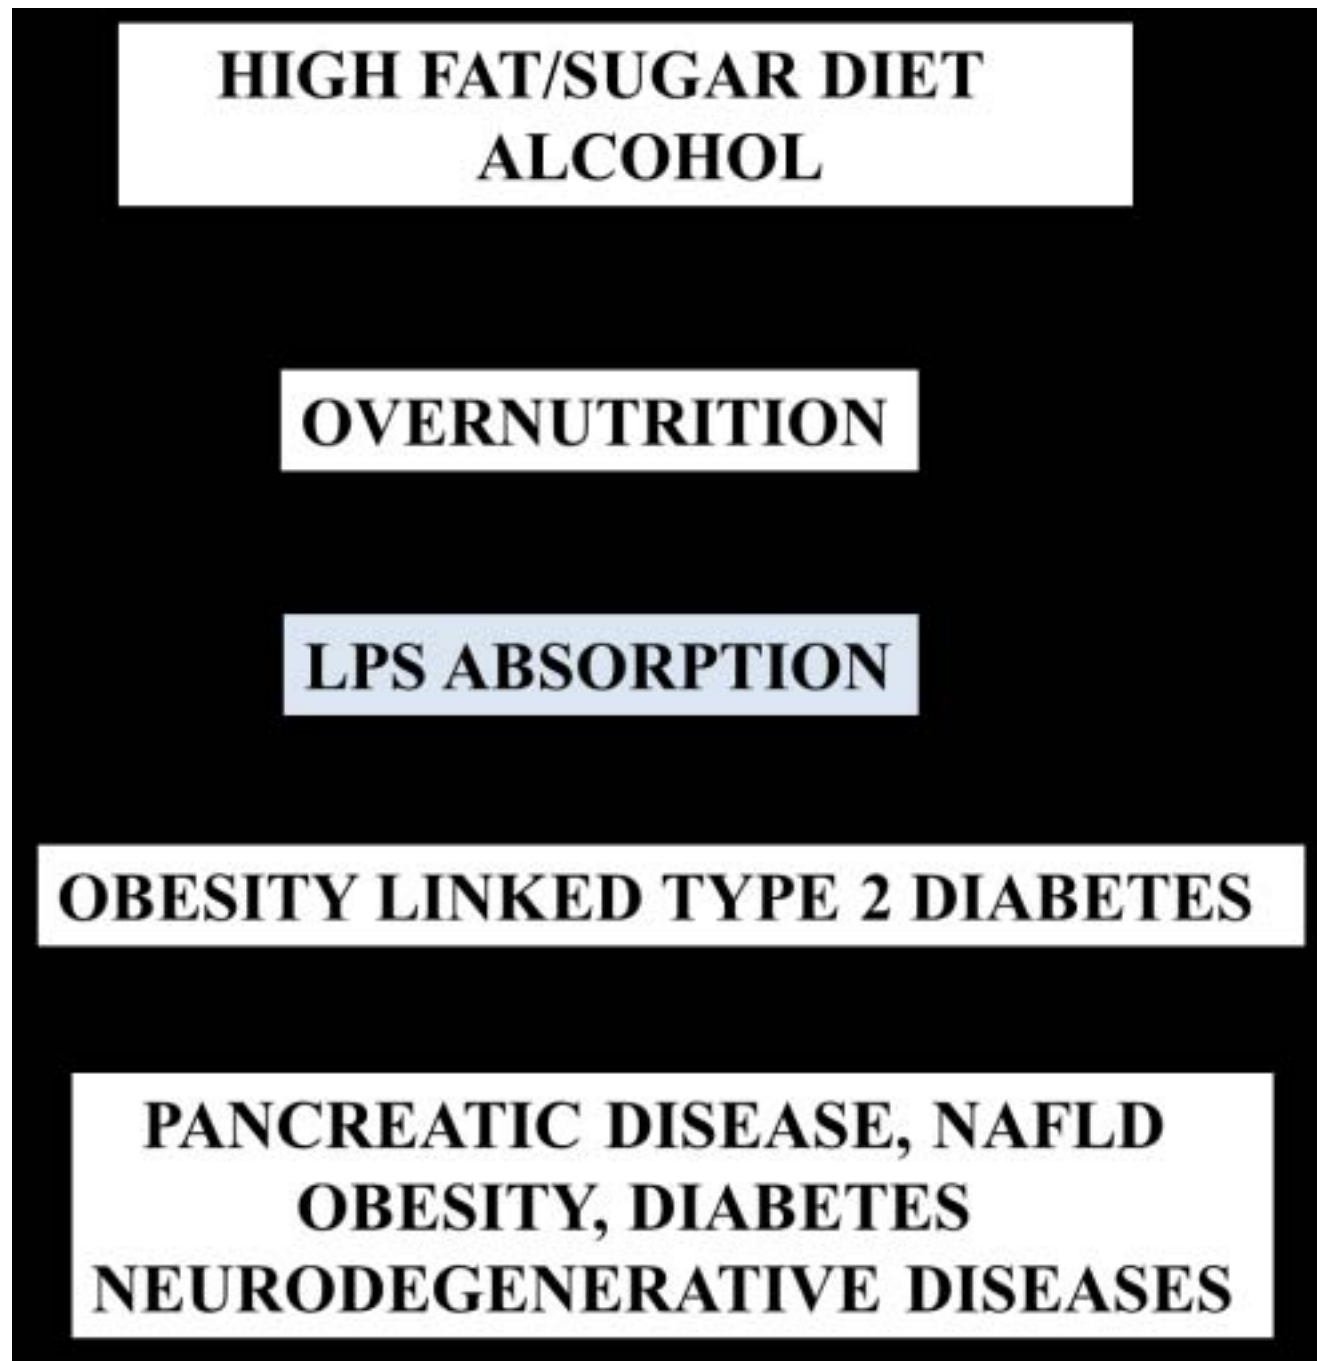 HIGH FAT/SUGAR DIET
ALCOHOL
OVERNUTRITION
LPS ABSORPTION
OBESITY LINKED TYPE 2 DIABETES
PANCREATIC DISEASE, NAFLD
OBESITY, DIABETES
NEURODEGENERATIVE DISEASES